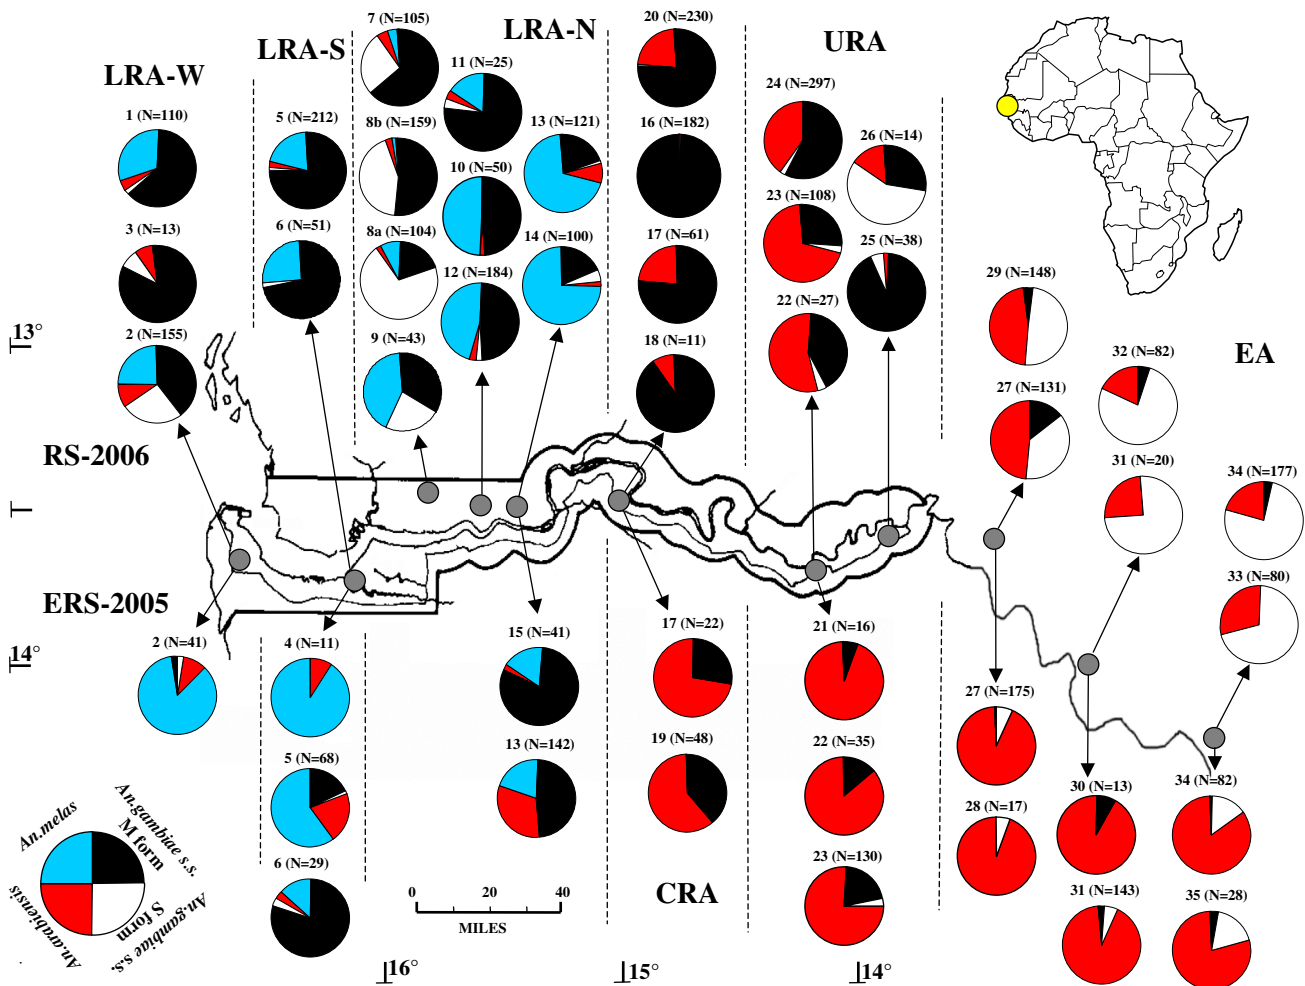 7 (N=105)
20 (N=230)
LRA-W
LRA-S
LRA-N
URA
11 (N=25)
24 (N=297)
1 (N=110)
5 (N=212)
8b (N=159)
13 (N=121)
16 (N=182)
26 (N=14)
10 (N=50)
23 (N=108)
3 (N=13)
6 (N=51)
8a (N=104)
14 (N=100)
17 (N=61)
25 (N=38)
12 (N=184)
29 (N=148)
22 (N=27)
13°
2 (N=155)
9 (N=43)
18 (N=11)
32 (N=82)
EA
27 (N=131)
RS-2006
31 (N=20)
34 (N=177)
33 (N=80)
ERS-2005
2 (N=41)
4 (N=11)
15 (N=41)
17 (N=22)
21 (N=16)
14°
27 (N=175)
19 (N=48)
22 (N=35)
5 (N=68)
13 (N=142)
30 (N=13)
34 (N=82)
28 (N=17)
An.melas
An.gambiae s.s.
M form
23 (N=130)
6 (N=29)
0 20 40
MILES
CRA
31 (N=143)
35 (N=28)
An.arabiensis
S form
An.gambiae s.s.
16°
15°
14°